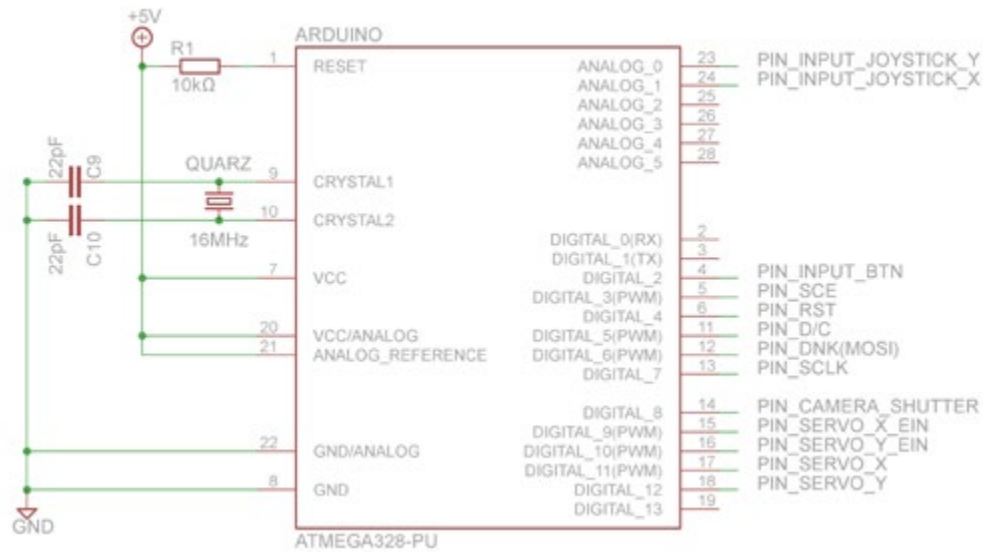 +5V
ARDUINO
R1
10kΩ
1
RESET
22pF
C9
QUARZ
9
CRYSTAL1
10
CRYSTAL2
22pF
C10
16MHz
7
VCC
20
VCC/ANALOG
21
ANALOG_REFERENCE
22
GND/ANALOG
8
GND
GND
ANALOG_0 23 PIN_INPUT_JOYSTICK_Y
ANALOG_1 24 PIN_INPUT_JOYSTICK_X
ANALOG_2 25
ANALOG_3 26
ANALOG_4 27
ANALOG_5 28
DIGITAL_0(RX) 2
DIGITAL_1(TX) 3
DIGITAL_2 4 PIN_INPUT_BTN
DIGITAL_3(PWM) 5 PIN_SCE
DIGITAL_4 6 PIN_RST
DIGITAL_5(PWM) 11 PIN_D/C
DIGITAL_6(PWM) 12 PIN_DNK(MOSI)
DIGITAL_7 13 PIN_SCLK
DIGITAL_8 14 PIN_CAMERA_SHUTTER
DIGITAL_9(PWM) 15 PIN_SERVO_X_EIN
DIGITAL_10(PWM) 16 PIN_SERVO_Y_EIN
DIGITAL_11(PWM) 17 PIN_SERVO_X
DIGITAL_12 18 PIN_SERVO_Y
DIGITAL_13 19
ATMEGA328-PU